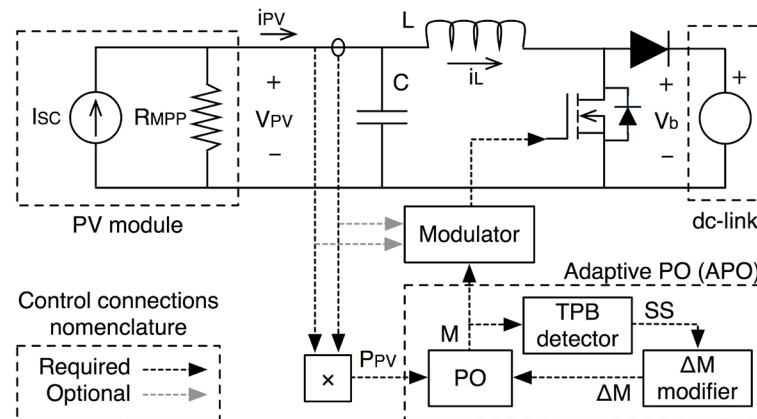 iPV
L
iL
C
ISC
RMPP
+
VPV
−
+
Vb
−
+
PV module
dc-link
Modulator
Adaptive PO (APO)
Control connections
nomenclature
Required
Optional
×
PPV
M
PO
TPB
detector
SS
ΔM
modifier
ΔM